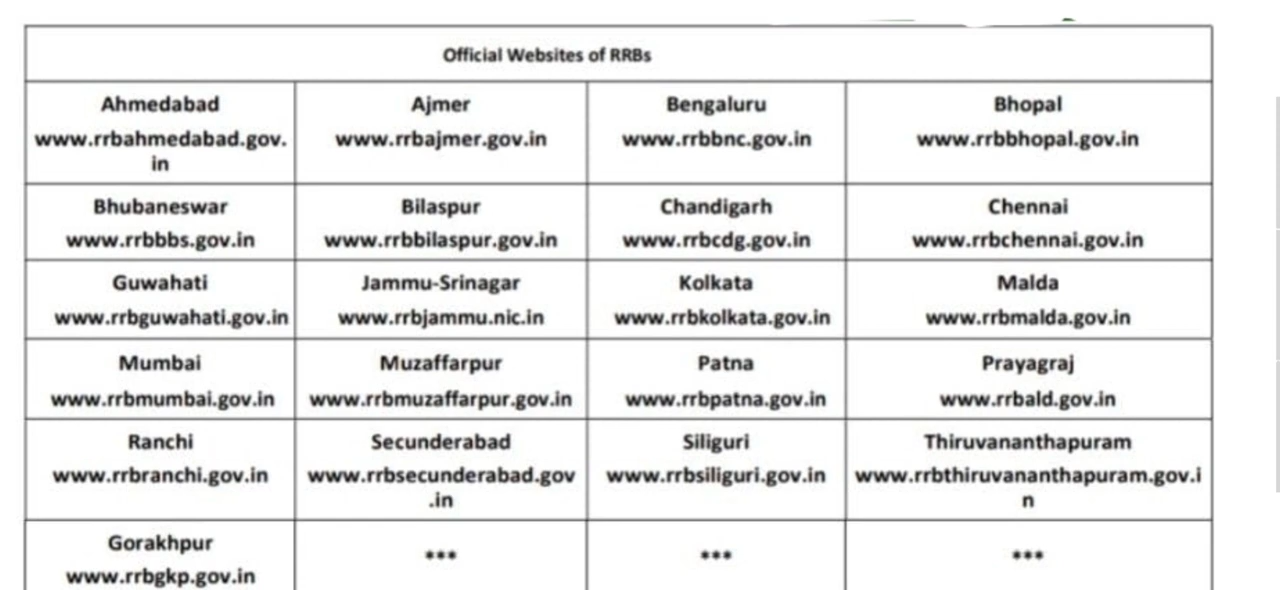 Official Websites of RRBs
Ahmedabad
www.rrbahmedabad.gov.
in
Ajmer
www.rrbajmer.gov.in
Bengaluru
www.rrbbnc.gov.in
Bhopal
www.rrbbhopal.gov.in
Bhubaneswar
www.rrbbbs.gov.in
Bilaspur
www.rrbbilaspur.gov.in
Chandigarh
www.rrbcdg.gov.in
Chennai
www.rrbchennai.gov.in
Guwahati
www.rrbguwahati.gov.in
Jammu-Srinagar
www.rrbjammu.nic.in
Kolkata
www.rrbkolkata.gov.in
Malda
www.rrbmalda.gov.in
Mumbai
www.rrbmumbai.gov.in
Muzaffarpur
www.rrbmuzaffarpur.gov.in
Patna
www.rrbpatna.gov.in
Prayagraj
www.rrbald.gov.in
Ranchi
www.rrbranchi.gov.in
Secunderabad
www.rrbsecunderabad.gov
.in
Siliguri
www.rrbsiliguri.gov.in
Thiruvananthapuram
www.rrbthiruvananthapuram.gov.i
n
Gorakhpur
www.rrbgkp.gov.in
***
***
***